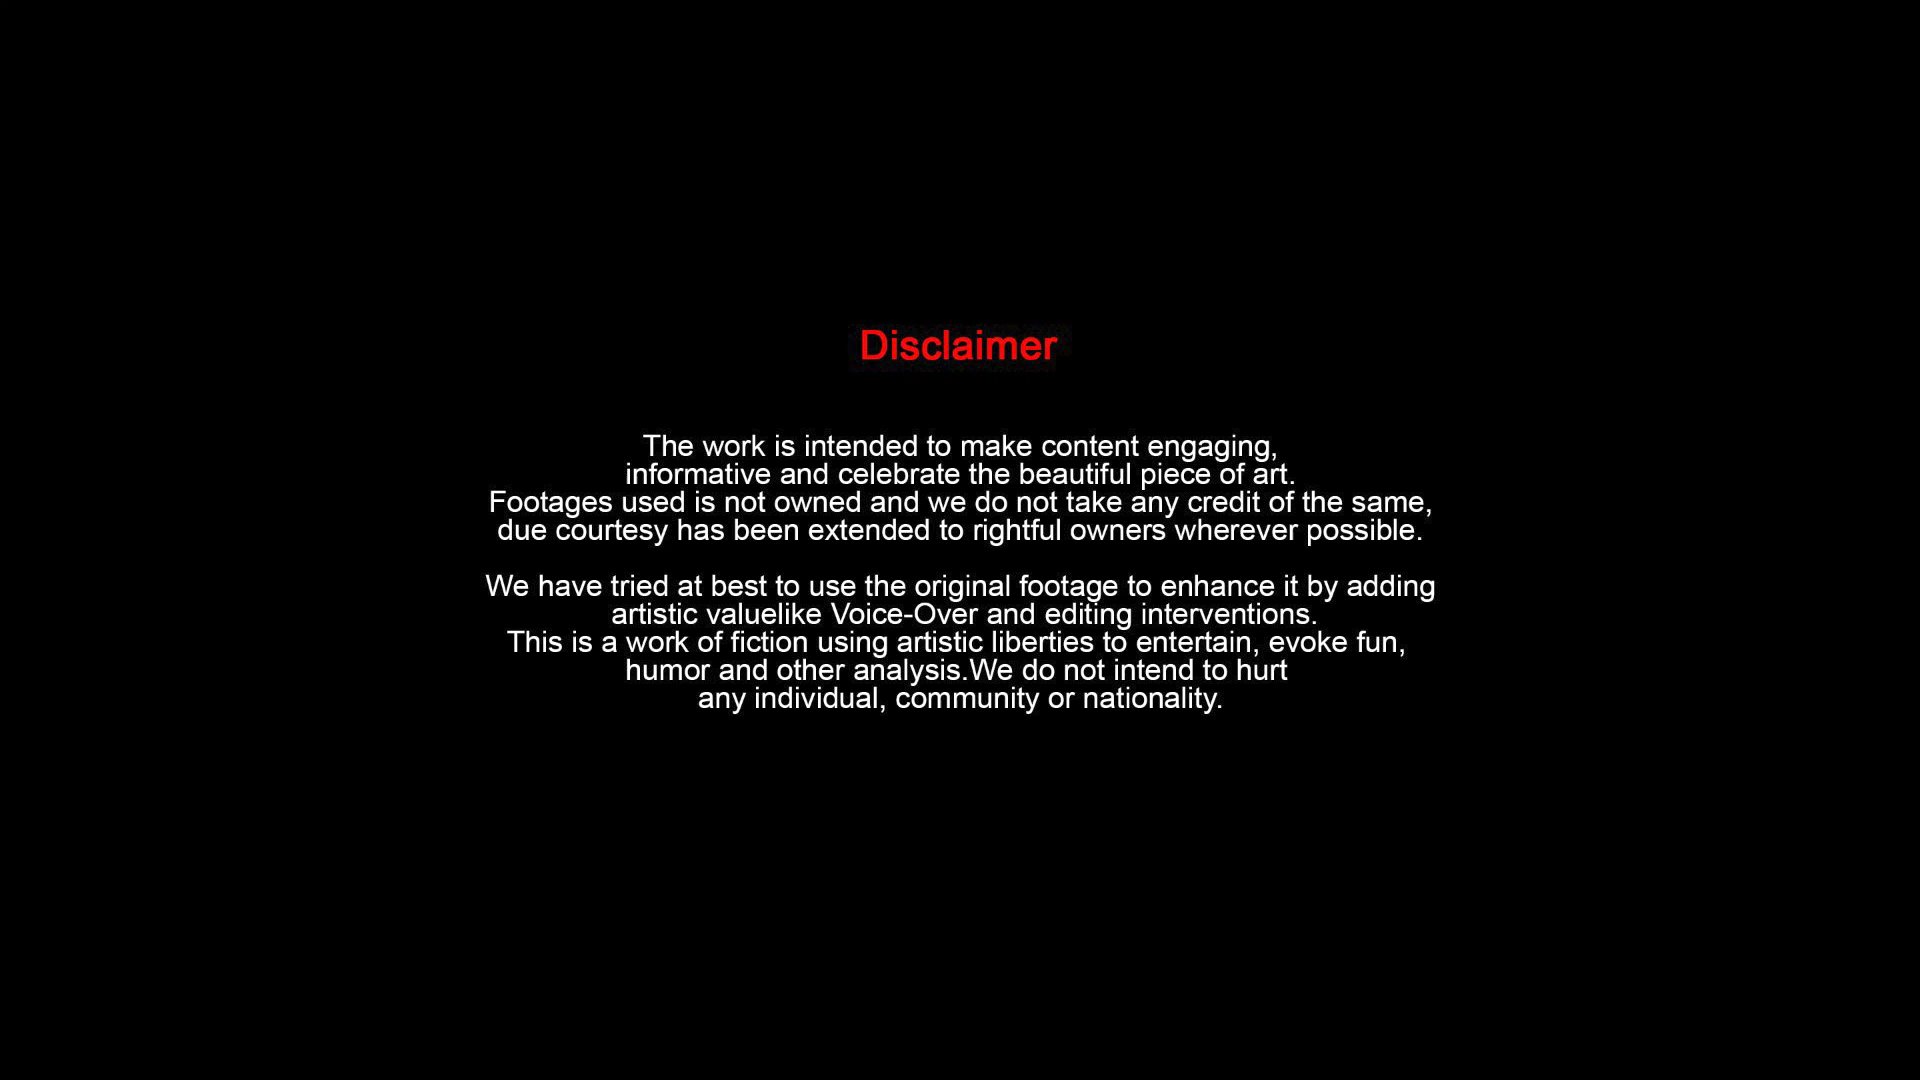 Disclaimer
The work is intended to make content engaging,
informative and celebrate the beautiful piece of art.
Footages used is not owned and we do not take any credit of the same,
due courtesy has been extended to rightful owners wherever possible.
We have tried at best to use the original footage to enhance it by adding
artistic valuelike Voice-Over and editing interventions.
This is a work of fiction using artistic liberties to entertain, evoke fun,
humor and other analysis.We do not intend to hurt
any individual, community or nationality.